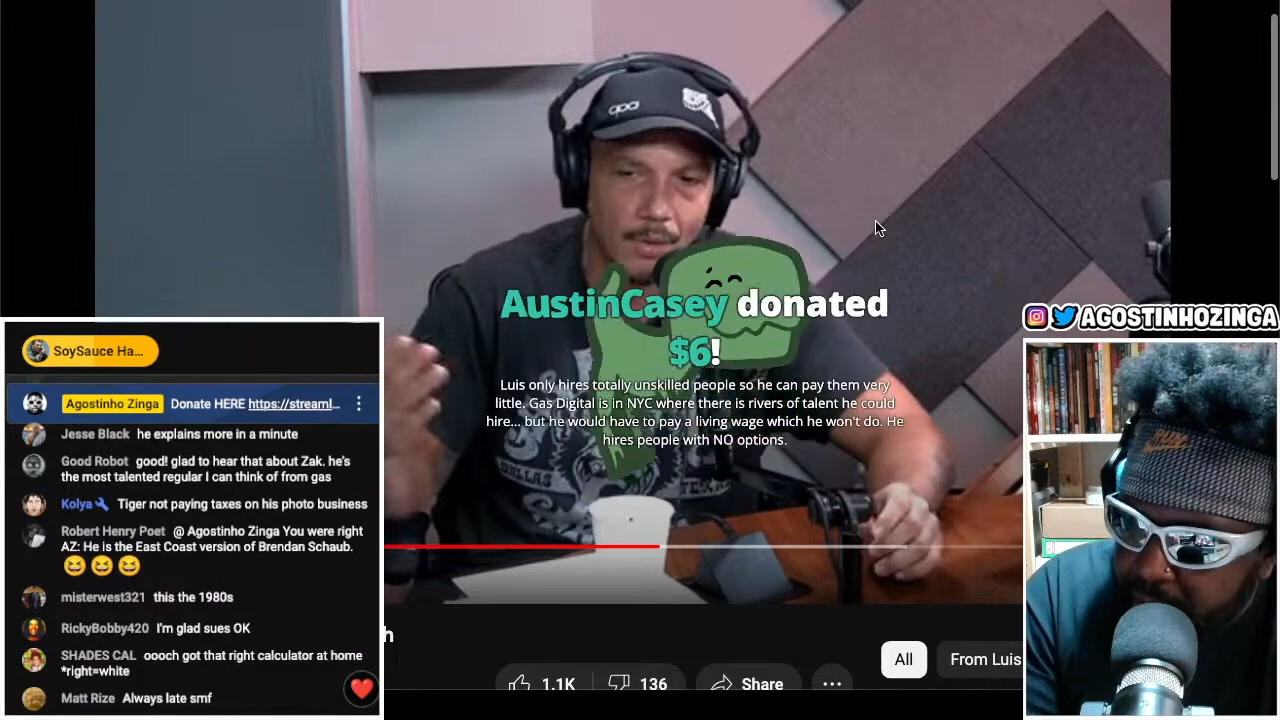 AustinCasey donated
$6!
Luis only hires totally unskilled people so he can pay them very
little. Gas Digital is in NYC where there is rivers of talent he could
hire... but he would have to pay a living wage which he won't do. He
hires people with NO options.
AGOSTINHOZINGA
SoySauce Ha...
Agostinho Zinga Donate HERE https://streaml...
Jesse Black he explains more in a minute
Good Robot good! glad to hear that about Zak. he's
the most talented regular I can think of from gas
Kolya Tiger not paying taxes on his photo business
Robert Henry Poet @ Agostinho Zinga You were right
AZ: He is the East Coast version of Brendan Schaub.
misterwest321 this the 1980s
RickyBobby420 I'm glad sues OK
SHADES CAL oooch got that right calculator at home
*right=white
Matt Rize Always late smf
h
All From Luis
1.1K 136 Share